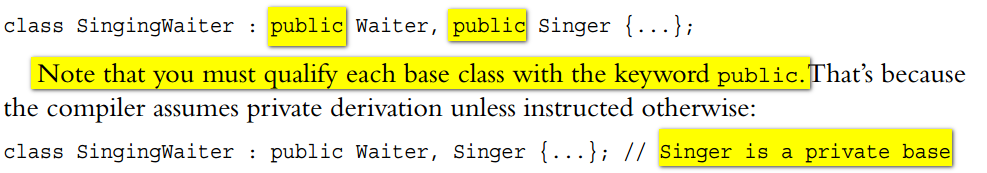 class SingingWaiter : public Waiter, public Singer {...};
Note that you must qualify each base class with the keyword public. That’s because
the compiler assumes private derivation unless instructed otherwise:
class SingingWaiter : public Waiter, Singer {...}; // Singer is a private base